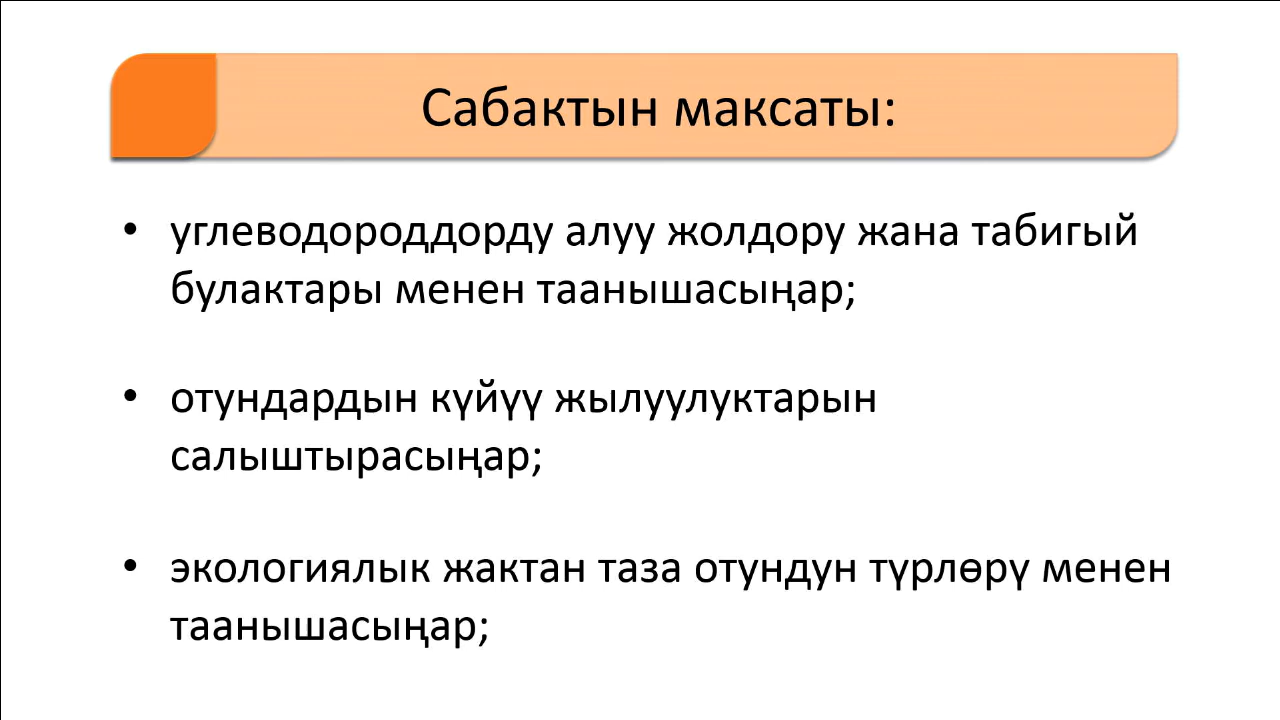 Сабактын максаты:
• углеводороддорду алуу жолдору жана табигый
булактары менен таанышасыңар;
• отундардын күйүү жылуулуктарын
салыштырасыңар;
• экологиялык жактан таза отундун түрлөрү менен
таанышасыңар;